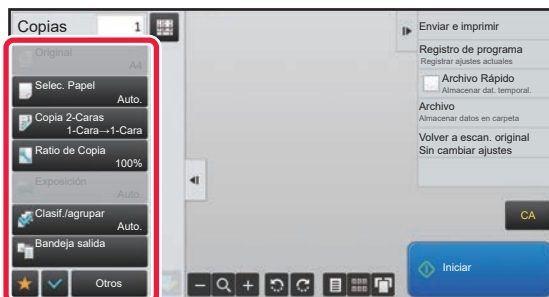 Copias 1
Original
A4
Selec. Papel
Auto.
Copia 2-Caras
1-Cara→1-Cara
Ratio de Copia
100%
Exposición
Auto.
Clasif./agrupar
Auto.
Bandeja salida
Otros
Enviar e imprimir
Registro de programa
Registrar ajustes actuales
Archivo Rápido
Almacenar dat. temporal.
Archivo
Almacenar datos en carpeta
Volver a escan. original
Sin cambiar ajustes
CA
Iniciar